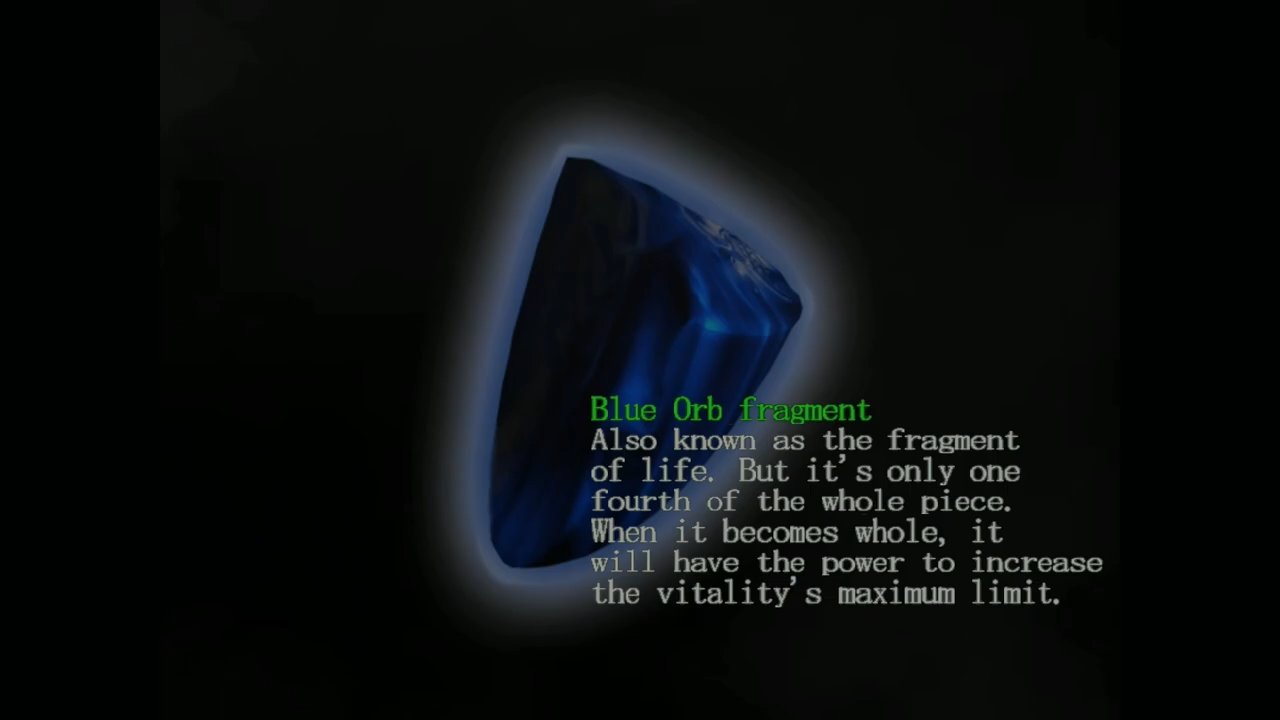 Blue Orb fragment
Also known as the fragment
of life. But it's only one
fourth of the whole piece.
When it becomes whole, it
will have the power to increase
the vitality's maximum limit.